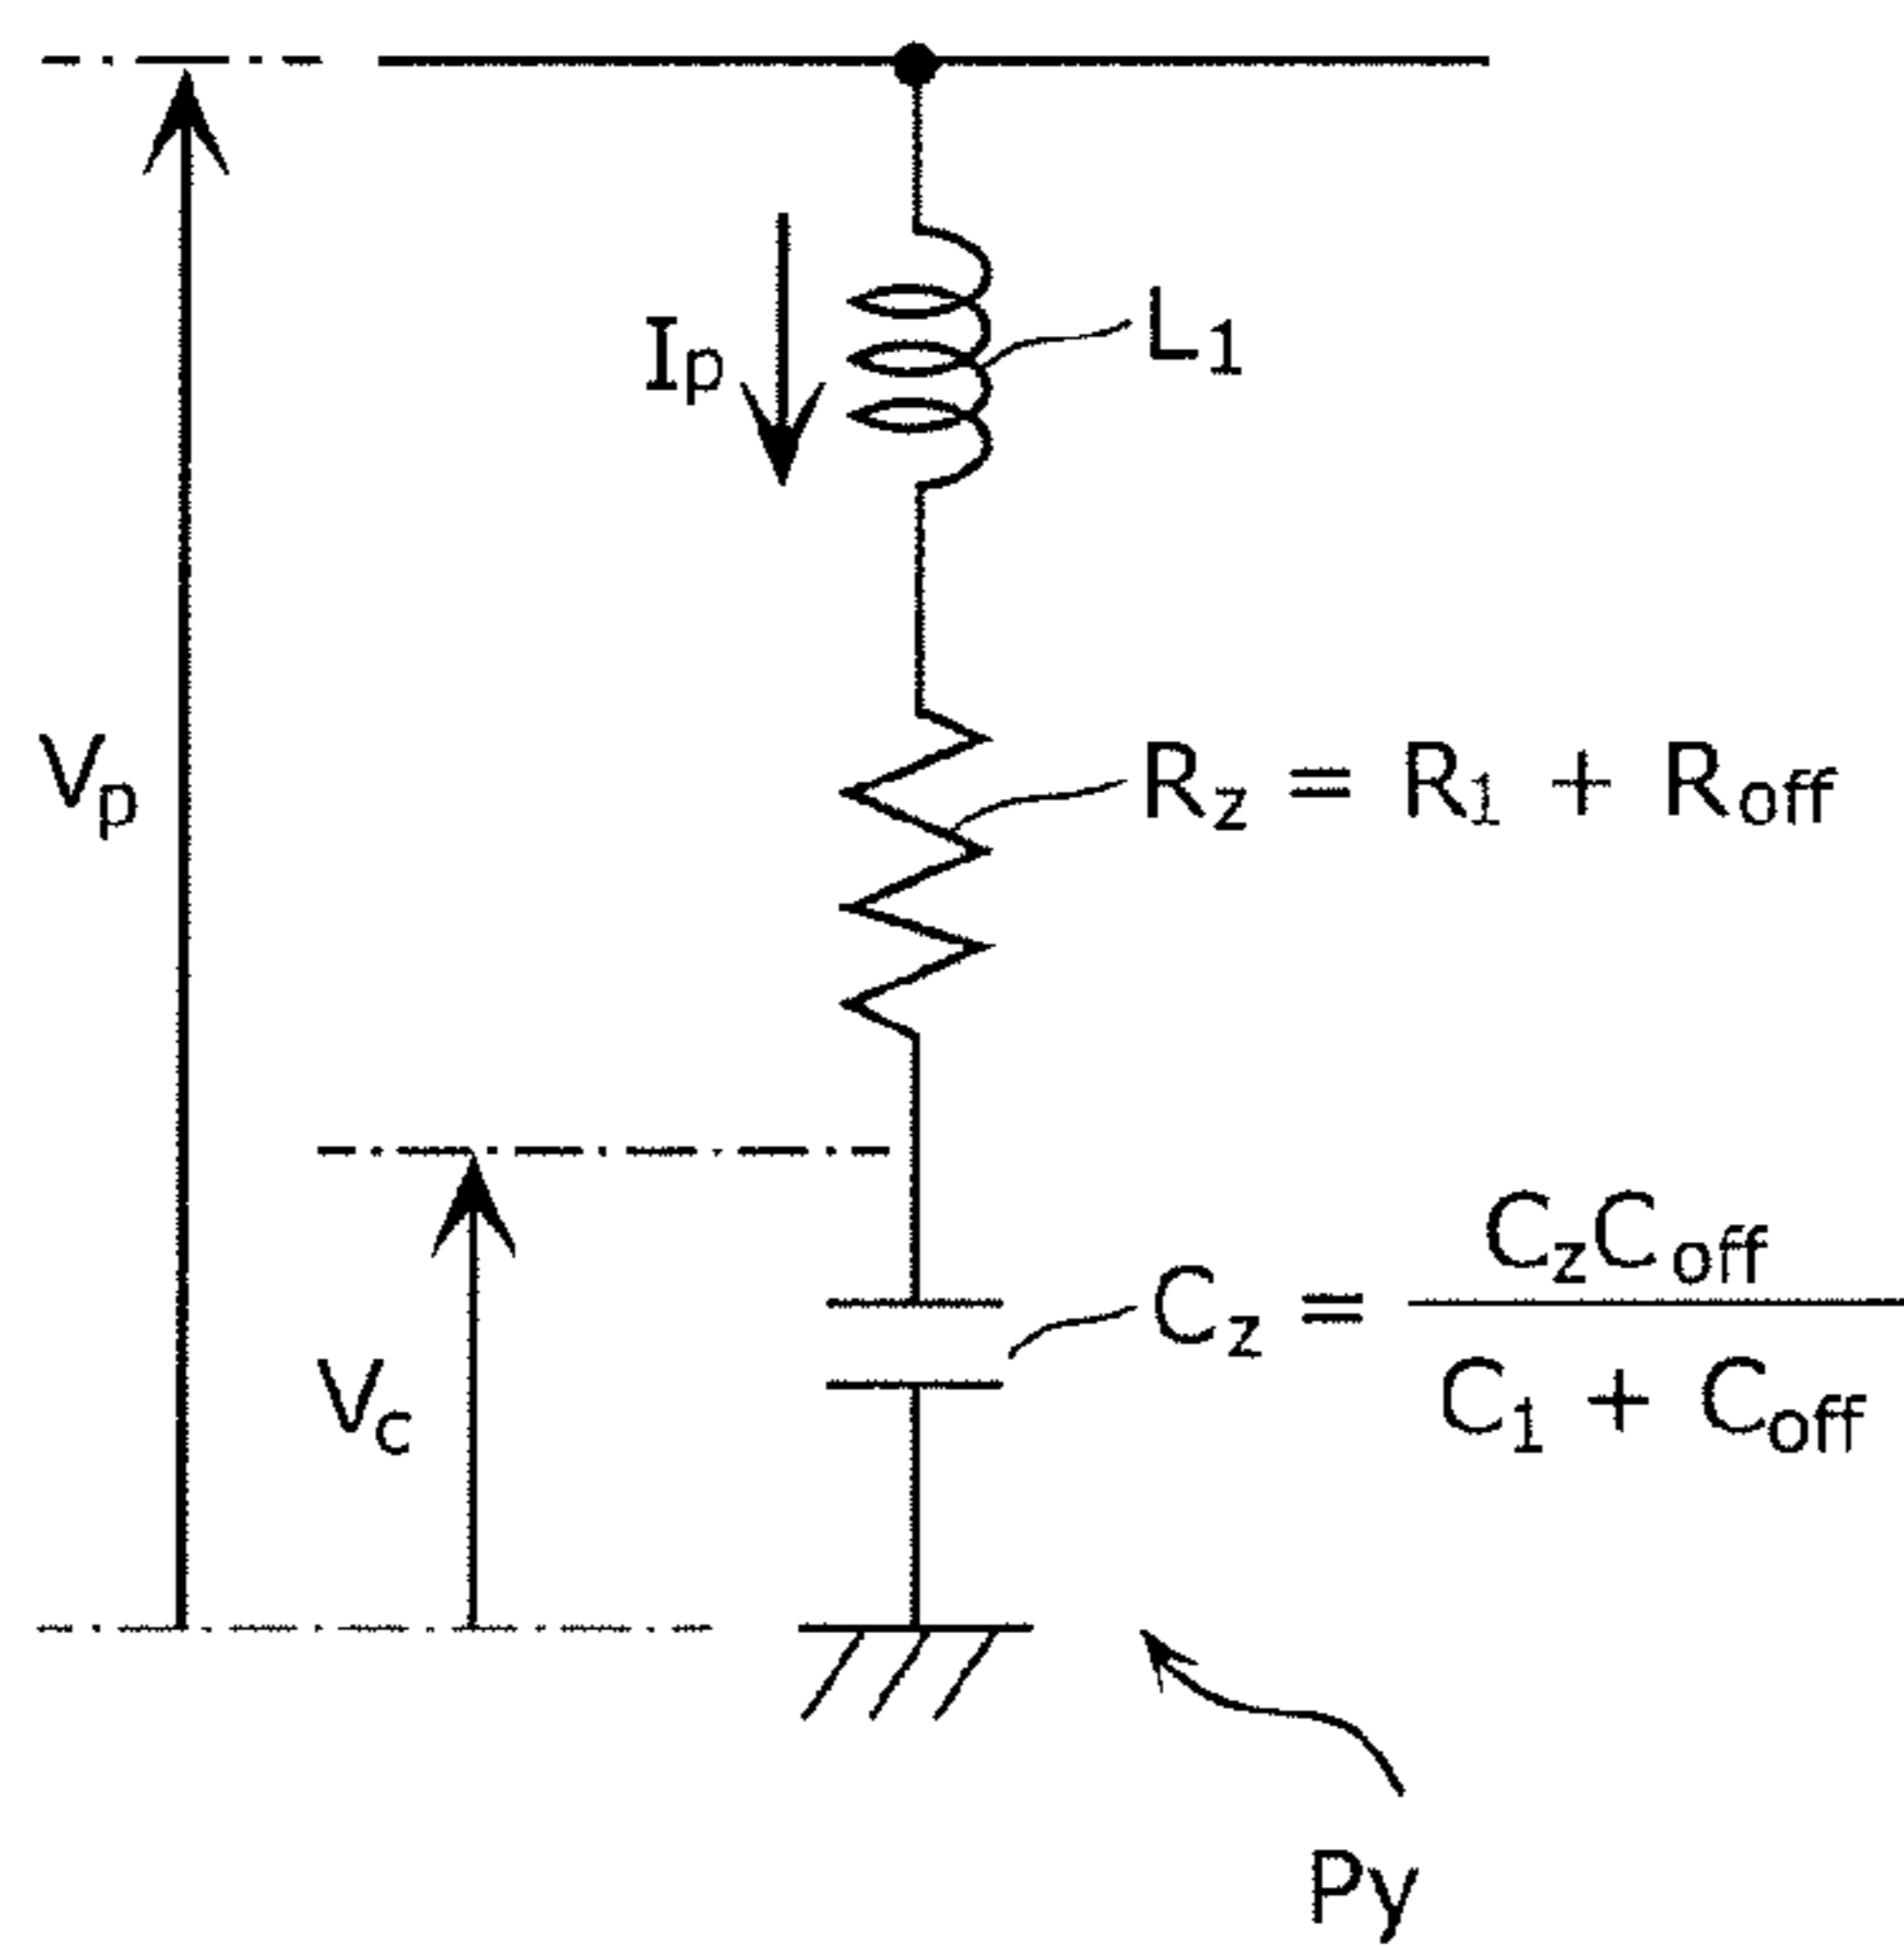 Ip
L1
Vp
Rz = R1 + Roff
Cz = CzCoff
C1 + Coff
Vc
Py